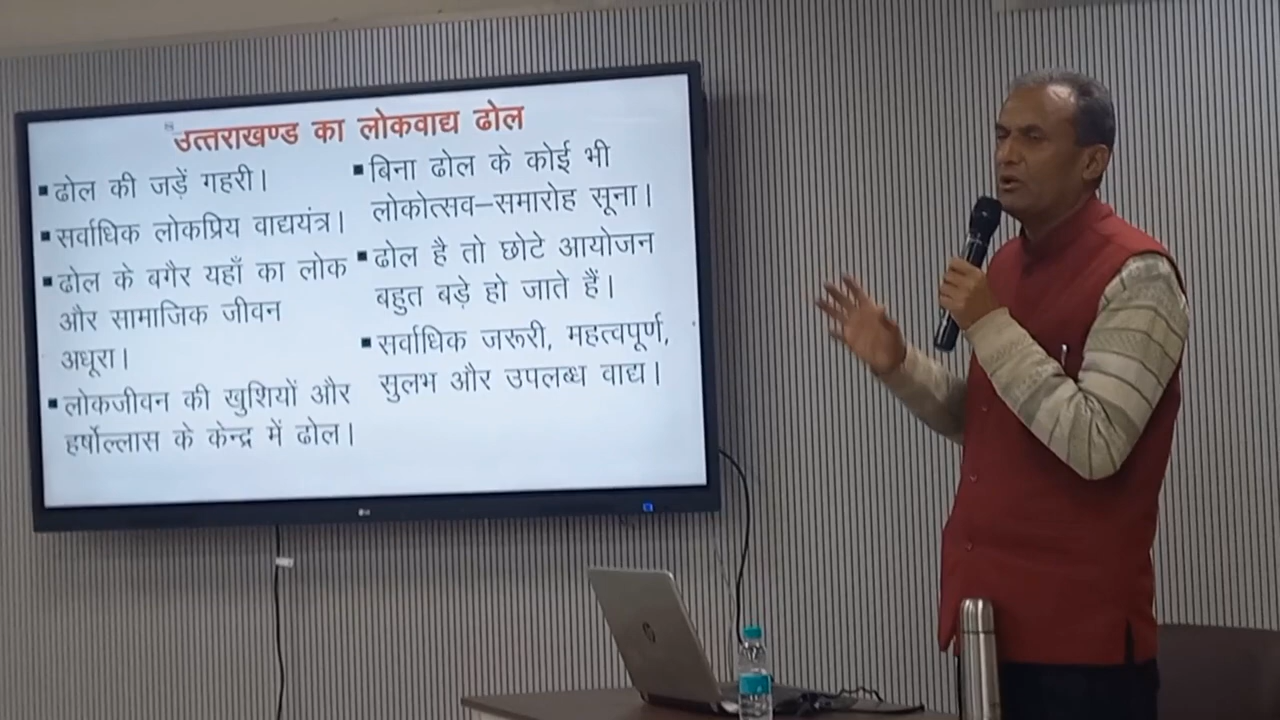 उत्तराखण्ड का लोकवाद्य ढोल
▪ढोल की जड़ें गहरी।
▪सर्वाधिक लोकप्रिय वाद्ययंत्र।
▪ढोल के बगैर यहाँ का लोक
और सामाजिक जीवन
अधूरा।
▪लोकजीवन की खुशियों और
हर्षोल्लास के केन्द्र में ढोल।
▪बिना ढोल के कोई भी
लोकोत्सव–समारोह सूना।
▪ढोल है तो छोटे आयोजन
बहुत बड़े हो जाते हैं।
▪सर्वाधिक जरूरी, महत्वपूर्ण,
सुलभ और उपलब्ध वाद्य।
LG
hp